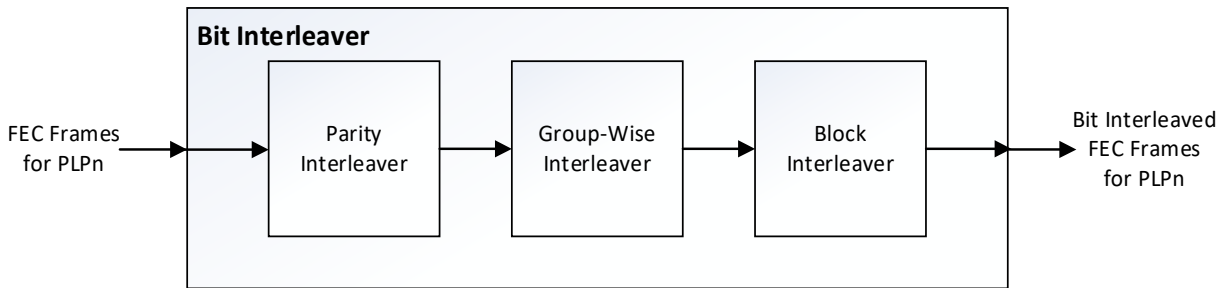 Bit Interleaver
FEC Frames
for PLPn
Parity
Interleaver
Group-Wise
Interleaver
Block
Interleaver
Bit Interleaved
FEC Frames
for PLPn